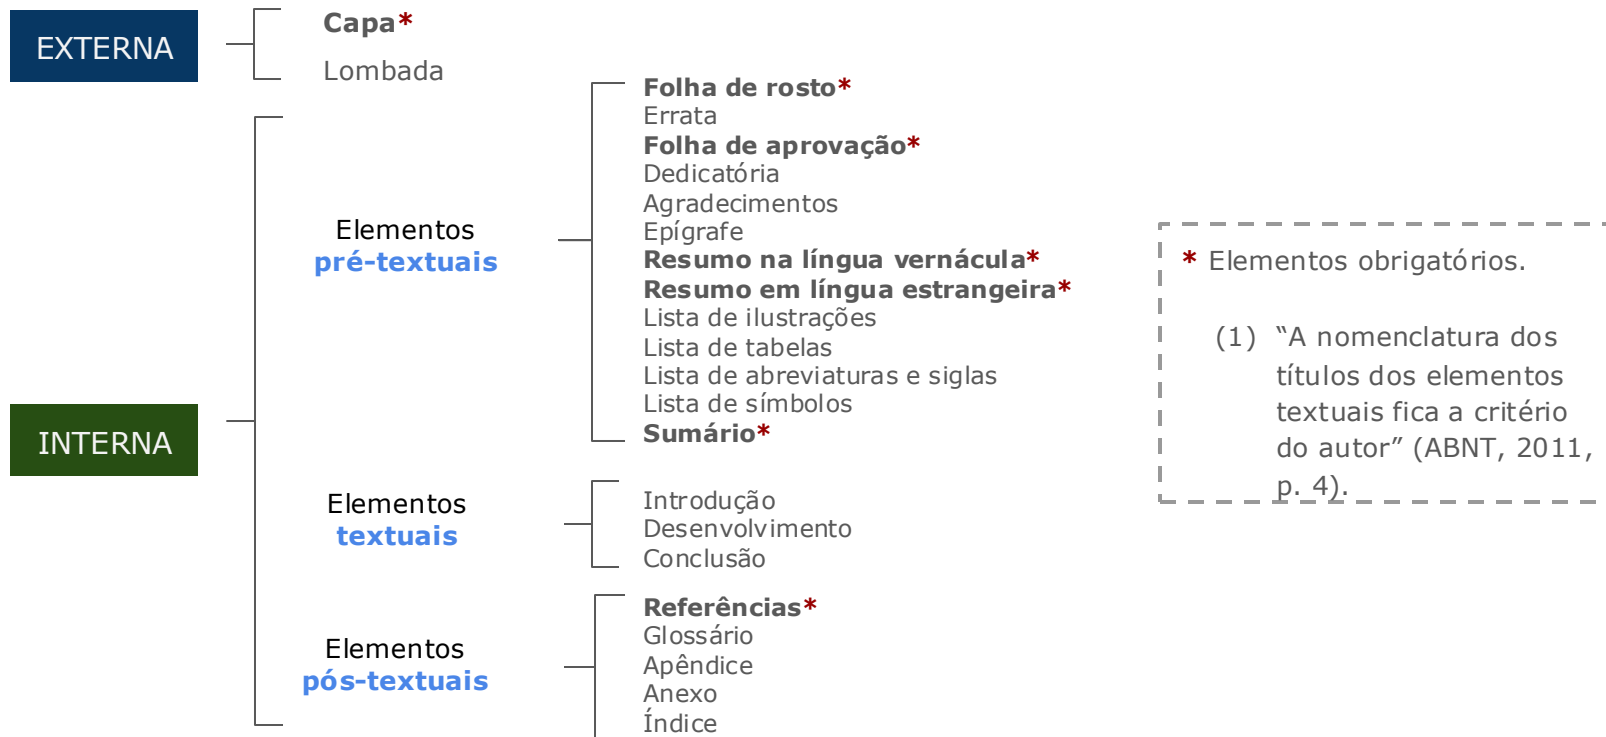 EXTERNA
Capa*
Lombada
INTERNA
Elementos
pré-textuais
Folha de rosto*
Errata
Folha de aprovação*
Dedicatória
Agradecimentos
Epígrafe
Resumo na língua vernácula*
Resumo em língua estrangeira*
Lista de ilustrações
Lista de tabelas
Lista de abreviaturas e siglas
Lista de símbolos
Sumário*
Elementos
textuais
Introdução
Desenvolvimento
Conclusão
Elementos
pós-textuais
Referências*
Glossário
Apêndice
Anexo
Índice
* Elementos obrigatórios.
(1) “A nomenclatura dos
títulos dos elementos
textuais fica a critério
do autor” (ABNT, 2011,
p. 4).